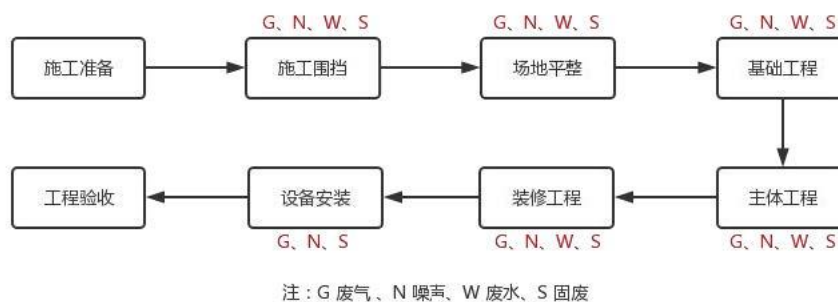 G、N、W、S G、N、W、S G、N、W、S
施工准备 施工围挡 场地平整 基础工程
工程验收 设备安装 装修工程 主体工程
G、N、S G、N、W、S G、N、W、S
注：G 废气 、N 噪声、W 废水、S 固废